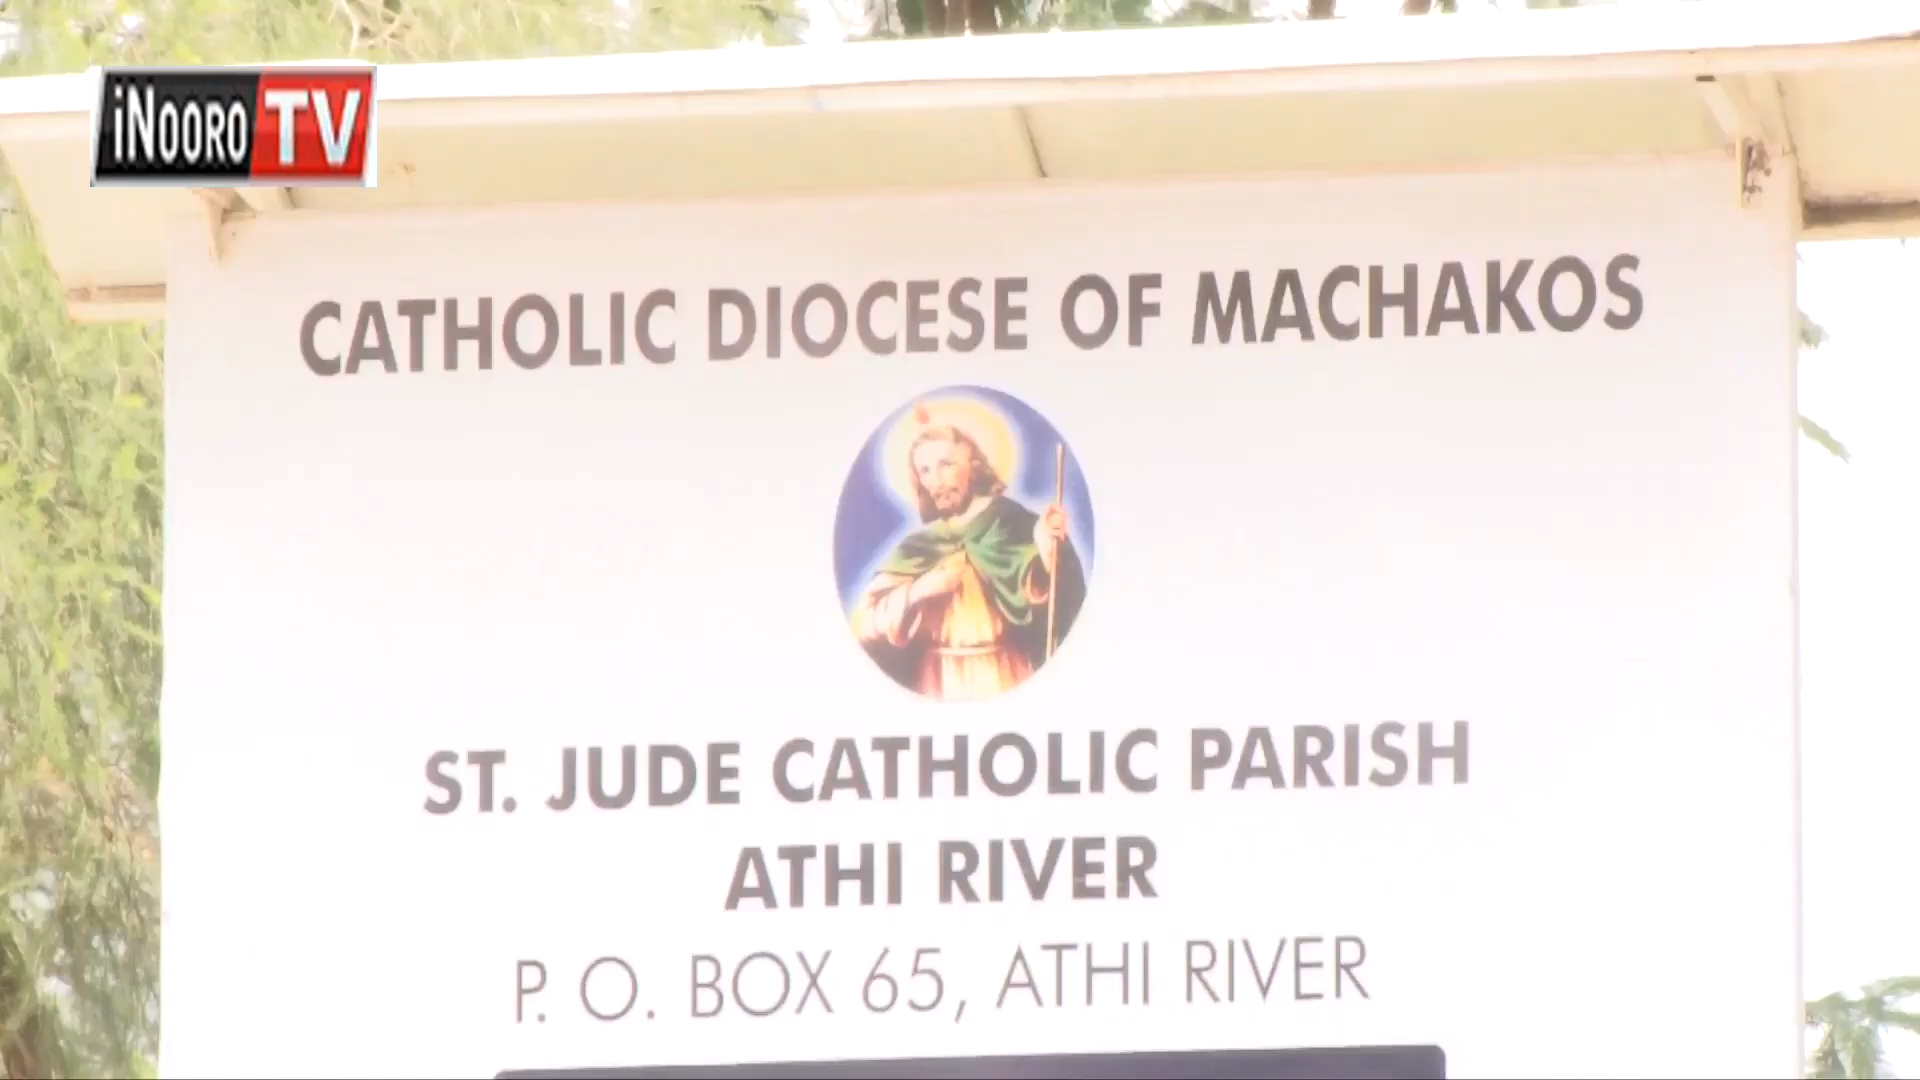 iNOORO TV
CATHOLIC DIOCESE OF MACHAKOS
ST. JUDE CATHOLIC PARISH
ATHI RIVER
P. O. BOX 65, ATHI RIVER